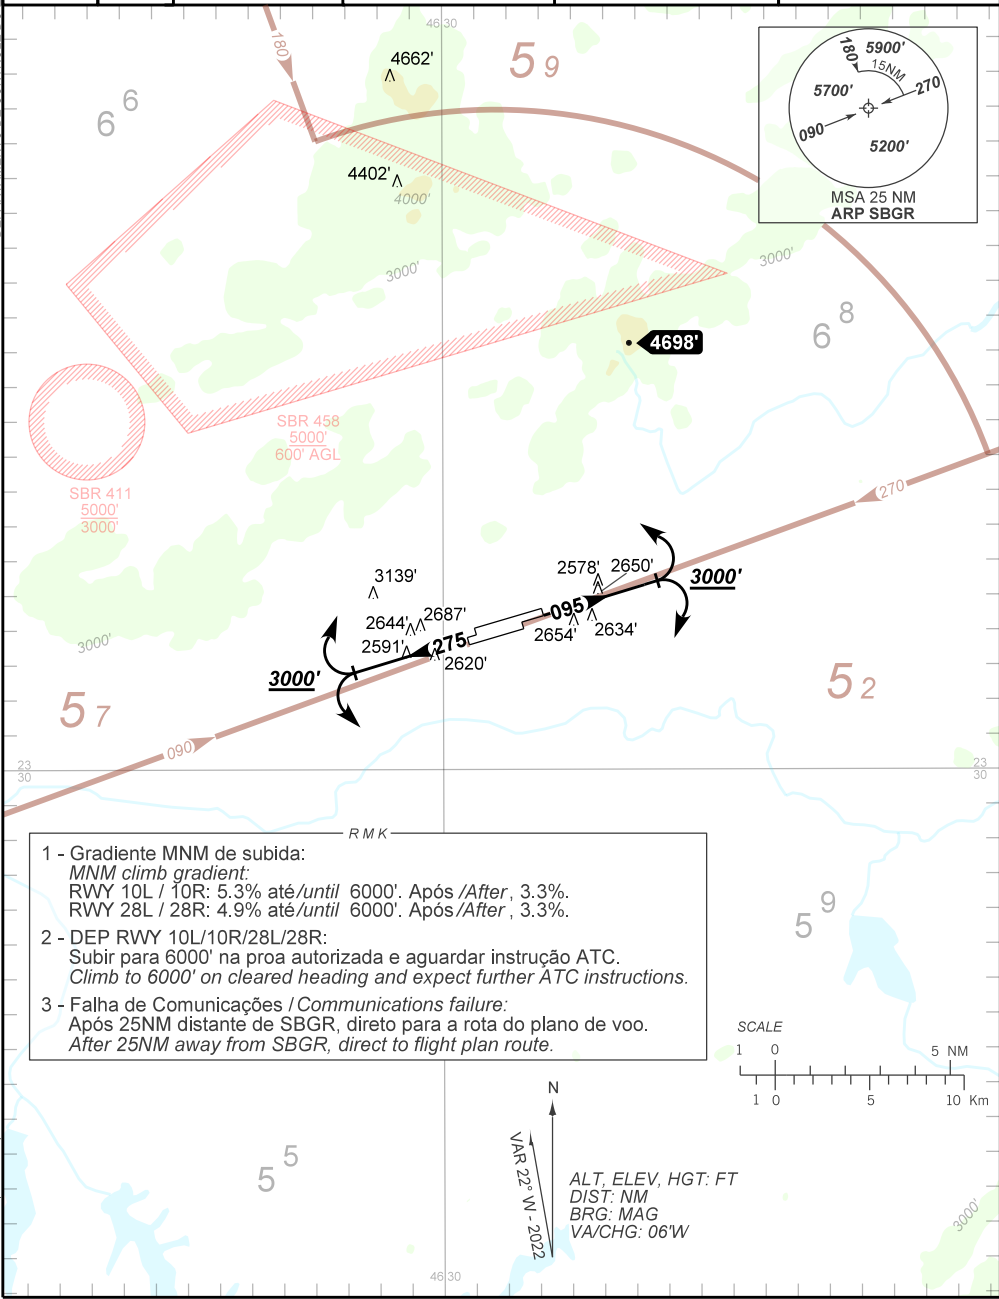 46 30
180
4662'
5 9
6 6
5900'
180
15NM
270
5700'
090
5200'
MSA 25 NM
ARP SBGR
4402'
4000'
3000'
3000'
6 8
4698'
SBR 458
5000'
600' AGL
SBR 411
5000'
3000'
270
3139'
2578'
2650'
3000'
2644'
2687'
095
2654'
2634'
3000'
2591'
275
2620'
3000'
5 7
5 2
090
23
30
23
30
RMK
1 - Gradiente MNM de subida:
MNM climb gradient:
RWY 10L / 10R: 5.3% até/until 6000'. Após /After, 3.3%.
RWY 28L / 28R: 4.9% até/until 6000'. Após /After, 3.3%.
2 - DEP RWY 10L/10R/28L/28R:
Subir para 6000' na proa autorizada e aguardar instrução ATC.
Climb to 6000' on cleared heading and expect further ATC instructions.
3 - Falha de Comunicações / Communications failure:
Após 25NM distante de SBGR, direto para a rota do plano de voo.
After 25NM away from SBGR, direct to flight plan route.
5 9
SCALE
1 0 5 NM
1 0 5 10 Km
N
VAR 22° W - 2022
5 5
ALT, ELEV, HGT: FT
DIST: NM
BRG: MAG
VA/CHG: 06'W
3000'
46 30